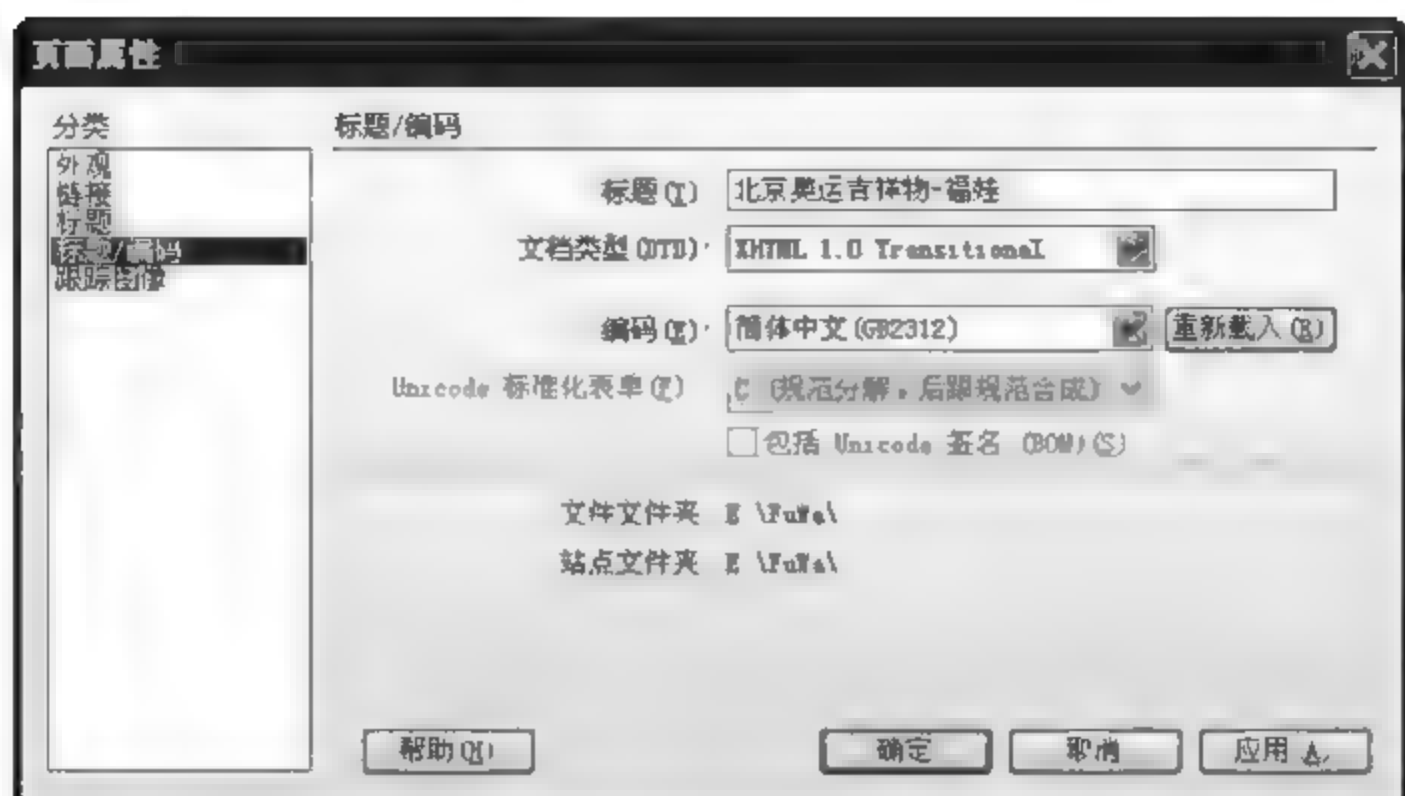 页面属性
分类
外观
链接
标题
标题/编码
跟踪图像
标题/编码
标题(T) 北京奥运吉祥物-福娃
文档类型(DTD): XHTML 1.0 Transitional
编码(E): 简体中文(GB2312) 重新载入(R)
Unicode 标准化表单(F) C (规范分解,后跟规范合成)
包括 Unicode 签名 (BOM)(S)
文件文件夹 E \FuWa\
站点文件夹 E \FuWa\
帮助(H) 确定 取消 应用 A